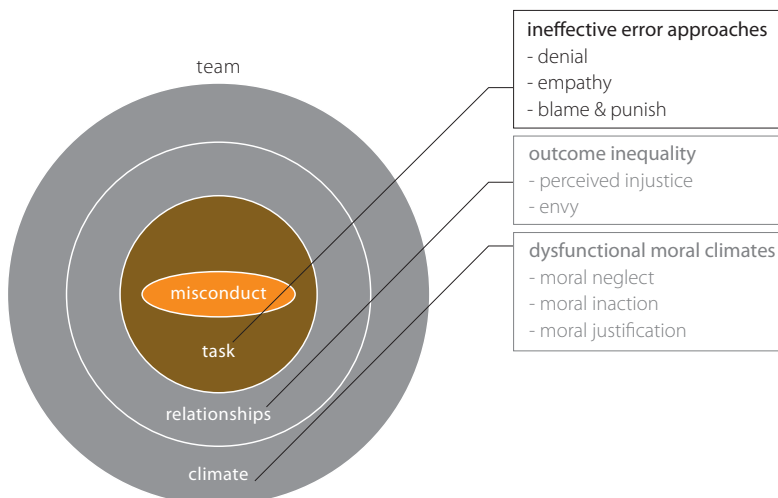 team
misconduct
task
relationships
climate
ineffective error approaches
- denial
- empathy
- blame & punish
outcome inequality
- perceived injustice
- envy
dysfunctional moral climates
- moral neglect
- moral inaction
- moral justification